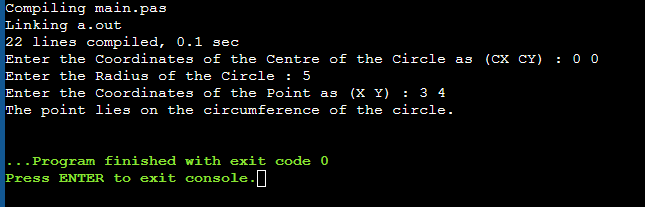 Compiling main.pas
Linking a.out
22 lines compiled, 0.1 sec
Enter the Coordinates of the Centre of the Circle as (CX CY) : 0 0
Enter the Radius of the Circle : 5
Enter the Coordinates of the Point as (X Y) : 3 4
The point lies on the circumference of the circle.
...Program finished with exit code 0
Press ENTER to exit console.